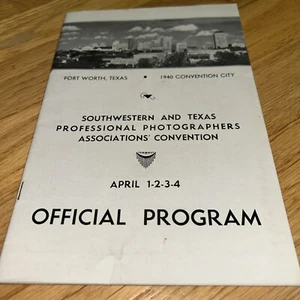 FORT WORTH, TEXAS • 1940 CONVENTION CITY
SOUTHWESTERN AND TEXAS
PROFESSIONAL PHOTOGRAPHERS
ASSOCIATIONS' CONVENTION
APRIL 1-2-3-4
OFFICIAL PROGRAM